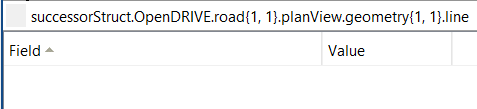 successorStruct.OpenDRIVE.road{1, 1}.planView.geometry{1, 1}.line
Field Value